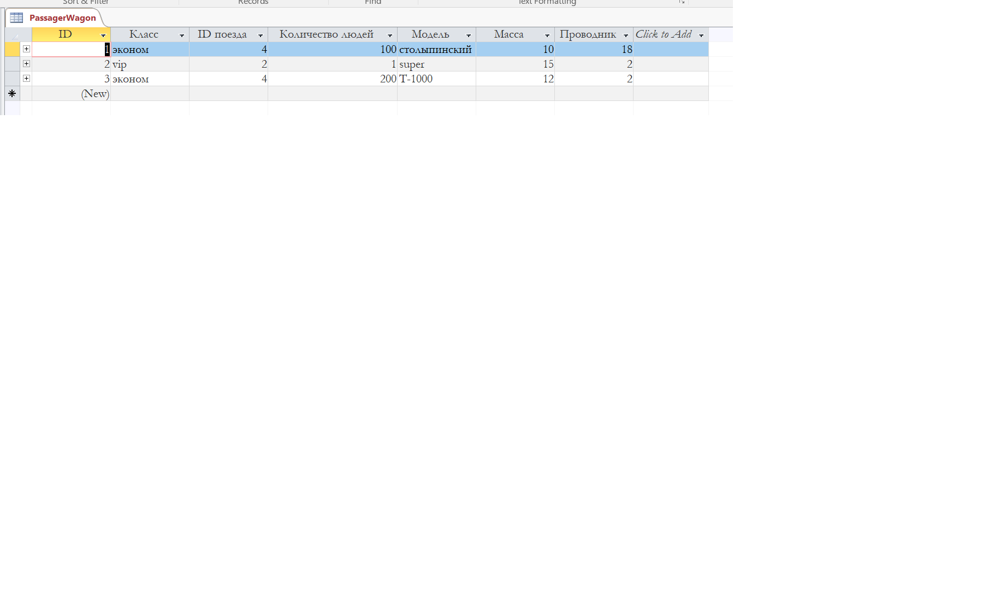 Sort & Filter Records Find Text Formatting
PassagerWagon
ID Класс ID поезда Количество людей Модель Масса Проводник Click to Add
1 эконом 4 100 столыпинский 10 18
2 vip 2 1 super 15 2
3 эконом 4 200 Т-1000 12 2
(New)